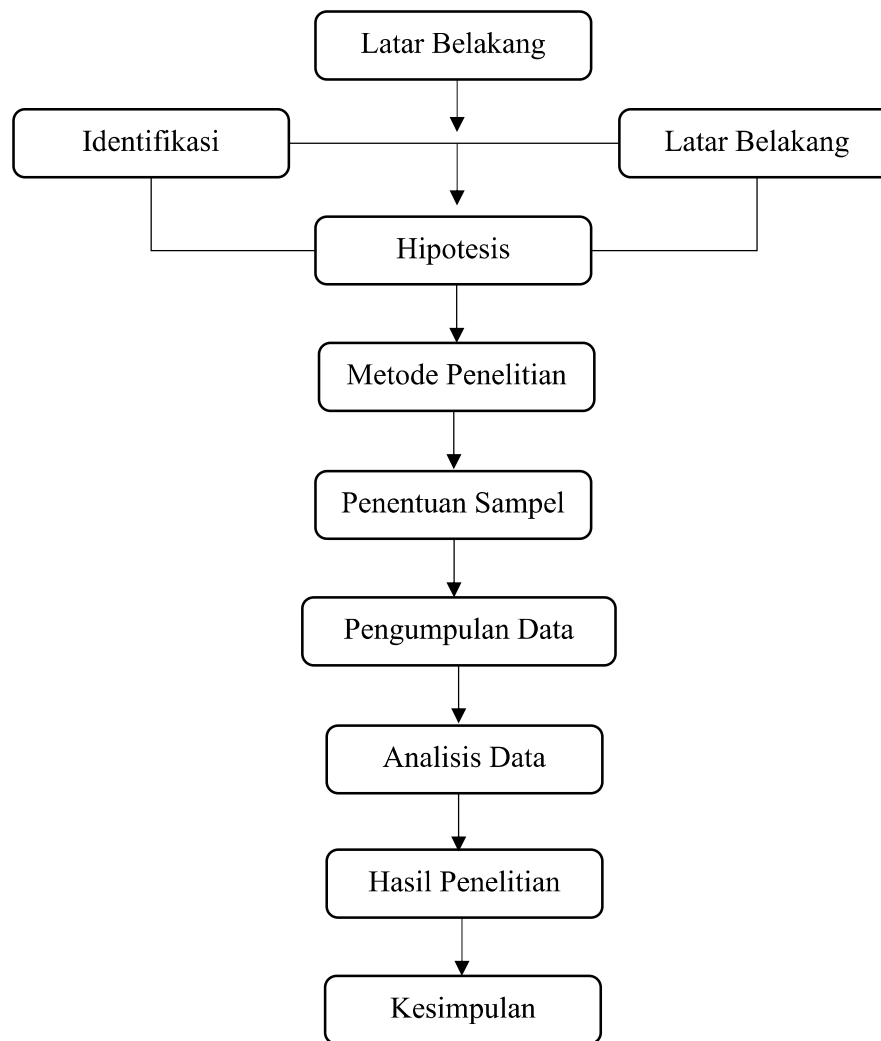 Latar Belakang
Identifikasi
Latar Belakang
Hipotesis
Metode Penelitian
Penentuan Sampel
Pengumpulan Data
Analisis Data
Hasil Penelitian
Kesimpulan